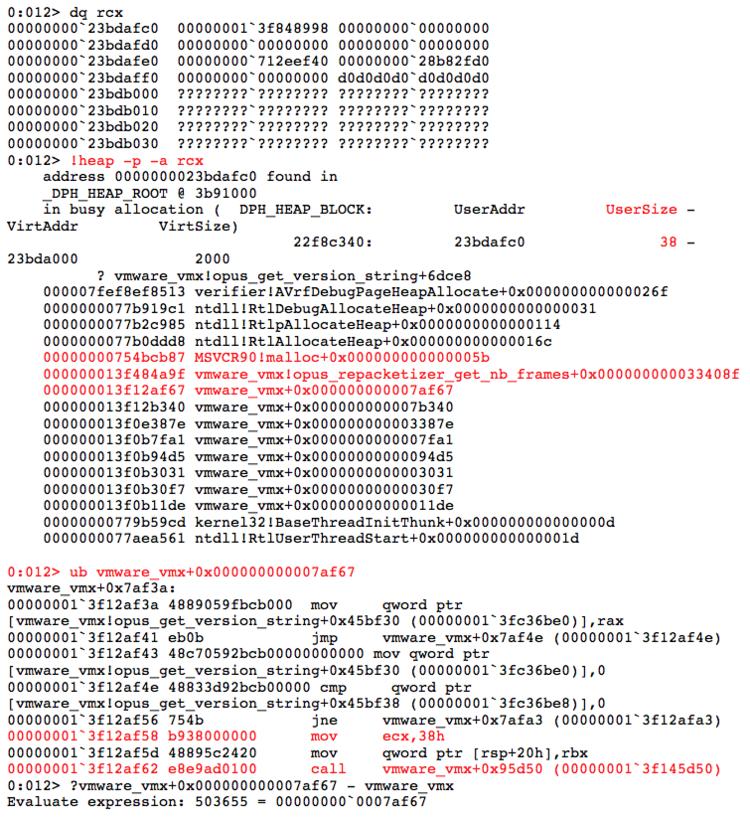 0:012> dq rcx
00000000`23bdafc0  00000001`3f848998 00000000`00000000
00000000`23bdafd0  00000000`00000000 00000000`00000000
00000000`23bdafe0  00000000`712eef40 00000000`28b82fd0
00000000`23bdaff0  00000000`00000000 d0d0d0d0`d0d0d0d0
00000000`23bdb000  ????????`???????? ????????`????????
00000000`23bdb010  ????????`???????? ????????`????????
00000000`23bdb020  ????????`???????? ????????`????????
00000000`23bdb030  ????????`???????? ????????`????????
0:012> !heap -p -a rcx
    address 0000000023bdafc0 found in
    _DPH_HEAP_ROOT @ 3b91000
    in busy allocation (  DPH_HEAP_BLOCK:         UserAddr         UserSize -
VirtAddr         VirtSize)
                                22f8c340:         23bdafc0               38 -
23bda000             2000
          ? vmware_vmx!opus_get_version_string+6dce8
    000007fef8ef8513 verifier!AVrfDebugPageHeapAllocate+0x000000000000026f
    0000000077b919c1 ntdll!RtlDebugAllocateHeap+0x0000000000000031
    0000000077b2c985 ntdll!RtlpAllocateHeap+0x0000000000000114
    0000000077b0ddd8 ntdll!RtlAllocateHeap+0x000000000000016c
    00000000754bcb87 MSVCR90!malloc+0x000000000000005b
    000000013f484a9f vmware_vmx!opus_repacketizer_get_nb_frames+0x000000000033408f
    000000013f12af67 vmware_vmx+0x000000000007af67
    000000013f12b340 vmware_vmx+0x000000000007b340
    000000013f0e387e vmware_vmx+0x000000000003387e
    000000013f0b7fa1 vmware_vmx+0x0000000000007fa1
    000000013f0b94d5 vmware_vmx+0x00000000000094d5
    000000013f0b3031 vmware_vmx+0x0000000000003031
    000000013f0b30f7 vmware_vmx+0x00000000000030f7
    000000013f0b11de vmware_vmx+0x00000000000011de
    00000000779b59cd kernel32!BaseThreadInitThunk+0x000000000000000d
    0000000077aea561 ntdll!RtlUserThreadStart+0x000000000000001d
0:012> ub vmware_vmx+0x000000000007af67
vmware_vmx+0x7af3a:
00000001`3f12af3a 4889059fbcb000  mov     qword ptr
[vmware_vmx!opus_get_version_string+0x45bf30 (00000001`3fc36be0)],rax
00000001`3f12af41 eb0b            jmp     vmware_vmx+0x7af4e (00000001`3f12af4e)
00000001`3f12af43 48c70592bcb00000000000 mov qword ptr
[vmware_vmx!opus_get_version_string+0x45bf30 (00000001`3fc36be0)],0
00000001`3f12af4e 48833d92bcb00000 cmp     qword ptr
[vmware_vmx!opus_get_version_string+0x45bf38 (00000001`3fc36be8)],0
00000001`3f12af56 754b            jne     vmware_vmx+0x7afa3 (00000001`3f12afa3)
00000001`3f12af58 b938000000      mov     ecx,38h
00000001`3f12af5d 48895c2420      mov     qword ptr [rsp+20h],rbx
00000001`3f12af62 e8e9ad0100      call    vmware_vmx+0x95d50 (00000001`3f145d50)
0:012> ?vmware_vmx+0x000000000007af67 - vmware_vmx
Evaluate expression: 503655 = 00000000`0007af67